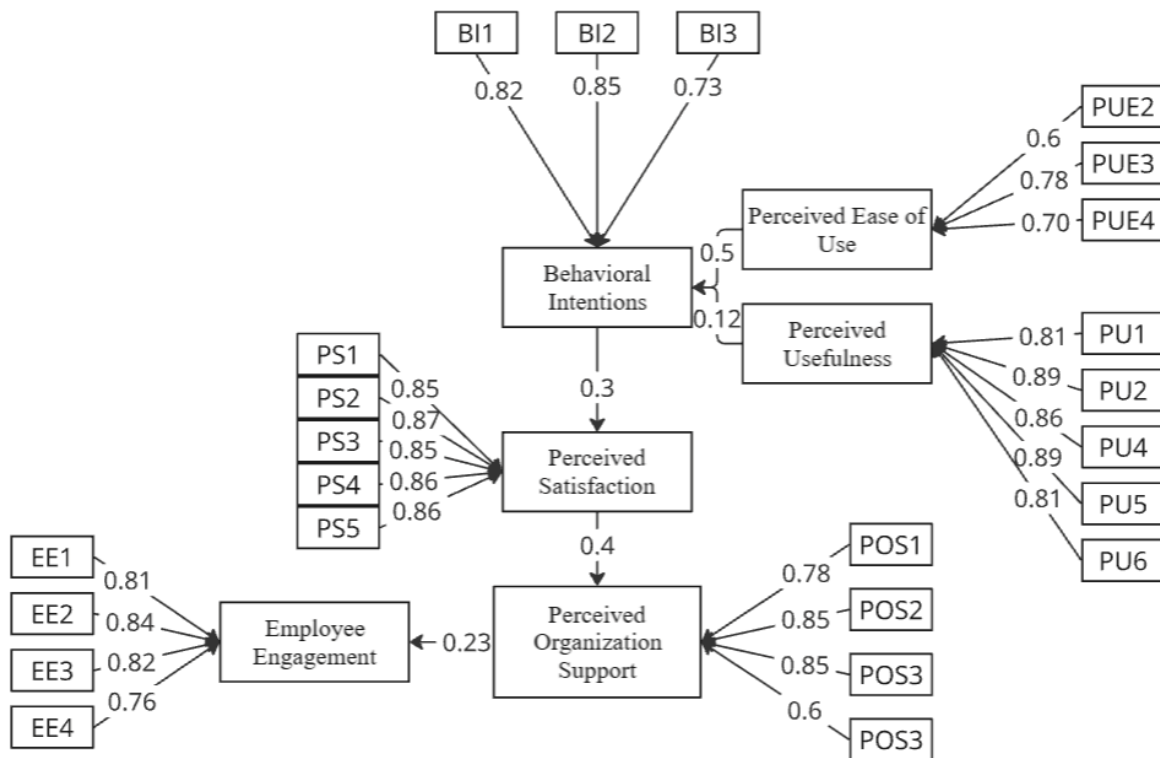 BI1
BI2
BI3
0.82
0.85
0.73
PUE2
PUE3
PUE4
0.6
0.78
0.70
Perceived Ease of
Use
0.5
Behavioral
Intentions
0.12
Perceived
Usefulness
PU1
PU2
PU4
PU5
PU6
0.81
0.89
0.86
0.89
0.81
PS1
PS2
PS3
PS4
PS5
0.85
0.87
0.85
0.86
0.86
0.3
Perceived
Satisfaction
0.4
EE1
EE2
EE3
EE4
0.81
0.84
0.82
0.76
Employee
Engagement
0.23
Perceived
Organization
Support
POS1
POS2
POS3
POS3
0.78
0.85
0.85
0.6